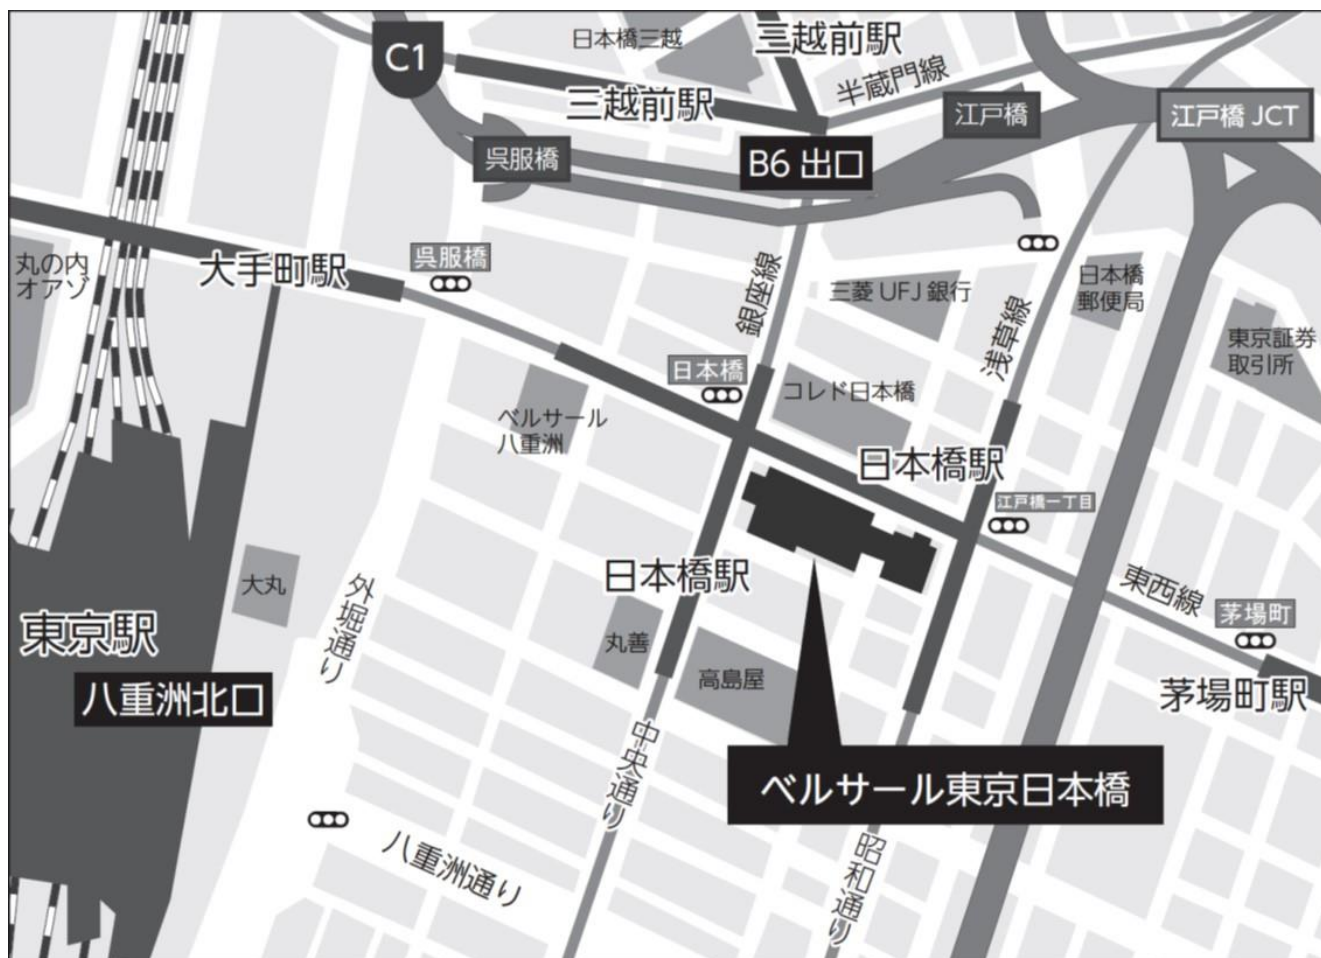 日本橋三越
三越前駅
C1
三越前駅
半蔵門線
江戸橋
江戸橋 JCT
呉服橋
B6 出口
丸の内
オアゾ
大手町駅
呉服橋
銀座線
三菱 UFJ 銀行
日本橋
郵便局
浅草線
東京証券
取引所
日本橋
コレド日本橋
ベルサール
八重洲
日本橋駅
江戸橋一丁目
大丸
外堀通り
日本橋駅
東西線
茅場町
東京駅
丸善
高島屋
八重洲北口
茅場町駅
中央通り
ベルサール東京日本橋
八重洲通り
昭和通り